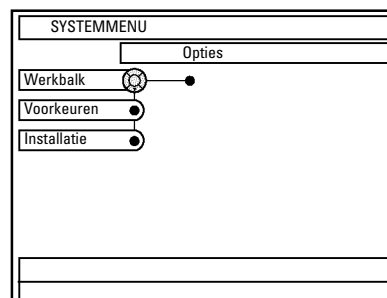 SYSTEMMENU
Opties
Werkbalk
Voorkeuren
Installatie